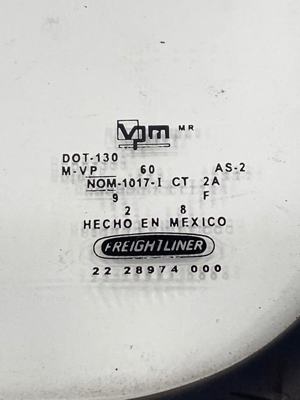 vpm MR
DOT-130
M-VP 60 AS-2
NOM-1017-I CT 2A
9 F
2 8
HECHO EN MEXICO
FREIGHTLINER
22 28974 000